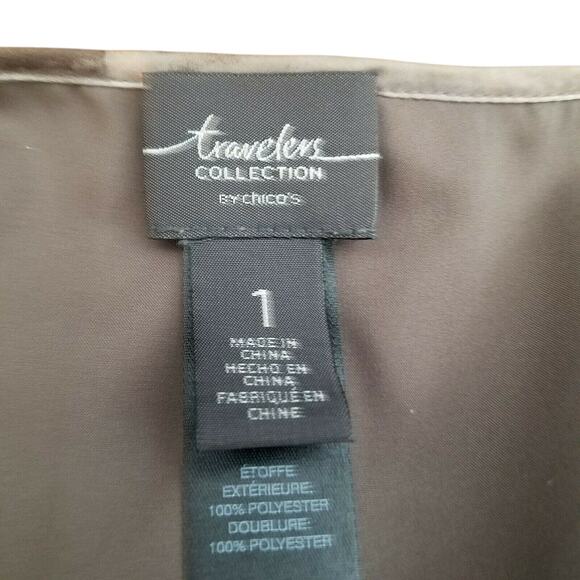 travelers
COLLECTION
BY chico's
1
MADE IN
CHINA
HECHO EN
CHINA
FABRIQUÉ EN
CHINE
ÉTOFFE
EXTÉRIEURE:
100% POLYESTER
DOUBLURE:
100% POLYESTER